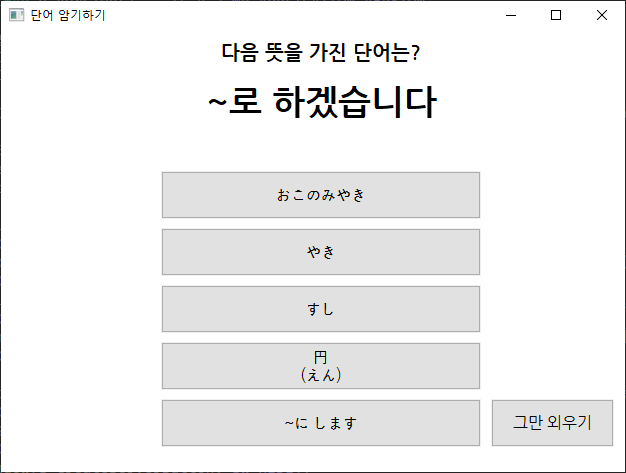 단어 암기하기
다음 뜻을 가진 단어는?
~로 하겠습니다
おこのみやき
やき
すし
円
(えん)
~に します
그만 외우기